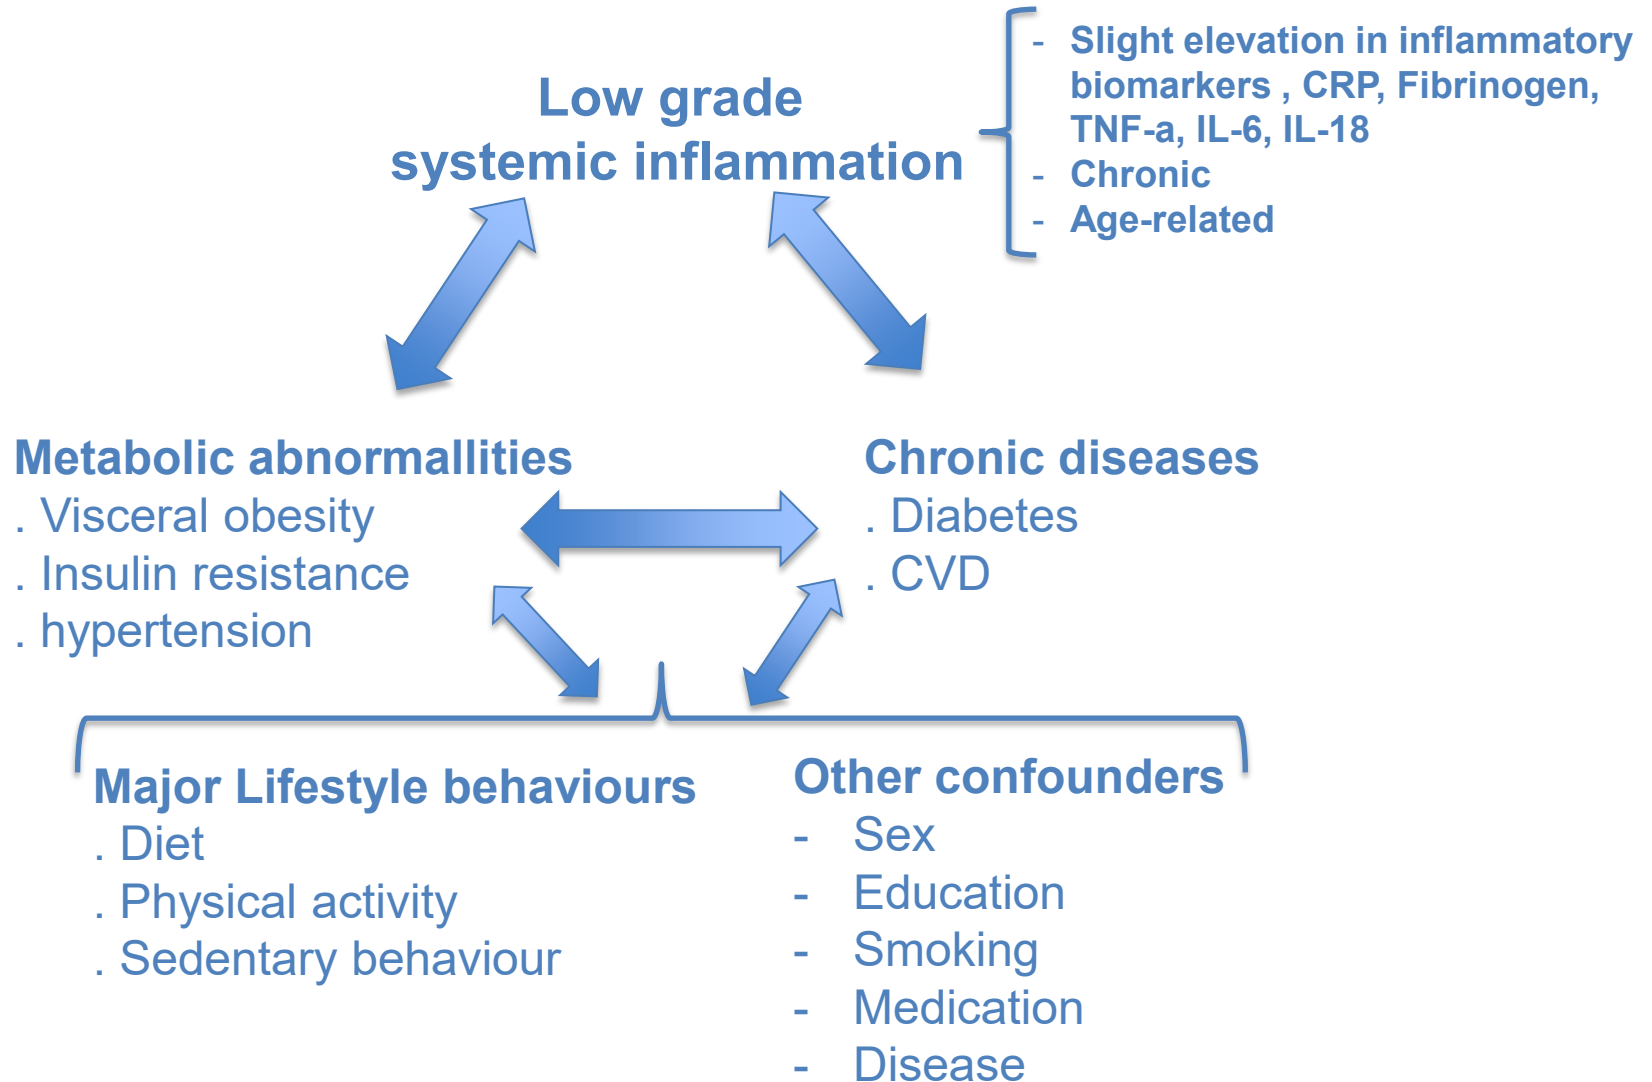 Low grade
systemic inflammation
- Slight elevation in inflammatory
biomarkers , CRP, Fibrinogen,
TNF-a, IL-6, IL-18
- Chronic
- Age-related
Metabolic abnormallities
. Visceral obesity
. Insulin resistance
. hypertension
Chronic diseases
. Diabetes
. CVD
Major Lifestyle behaviours
. Diet
. Physical activity
. Sedentary behaviour
Other confounders
- Sex
- Education
- Smoking
- Medication
- Disease